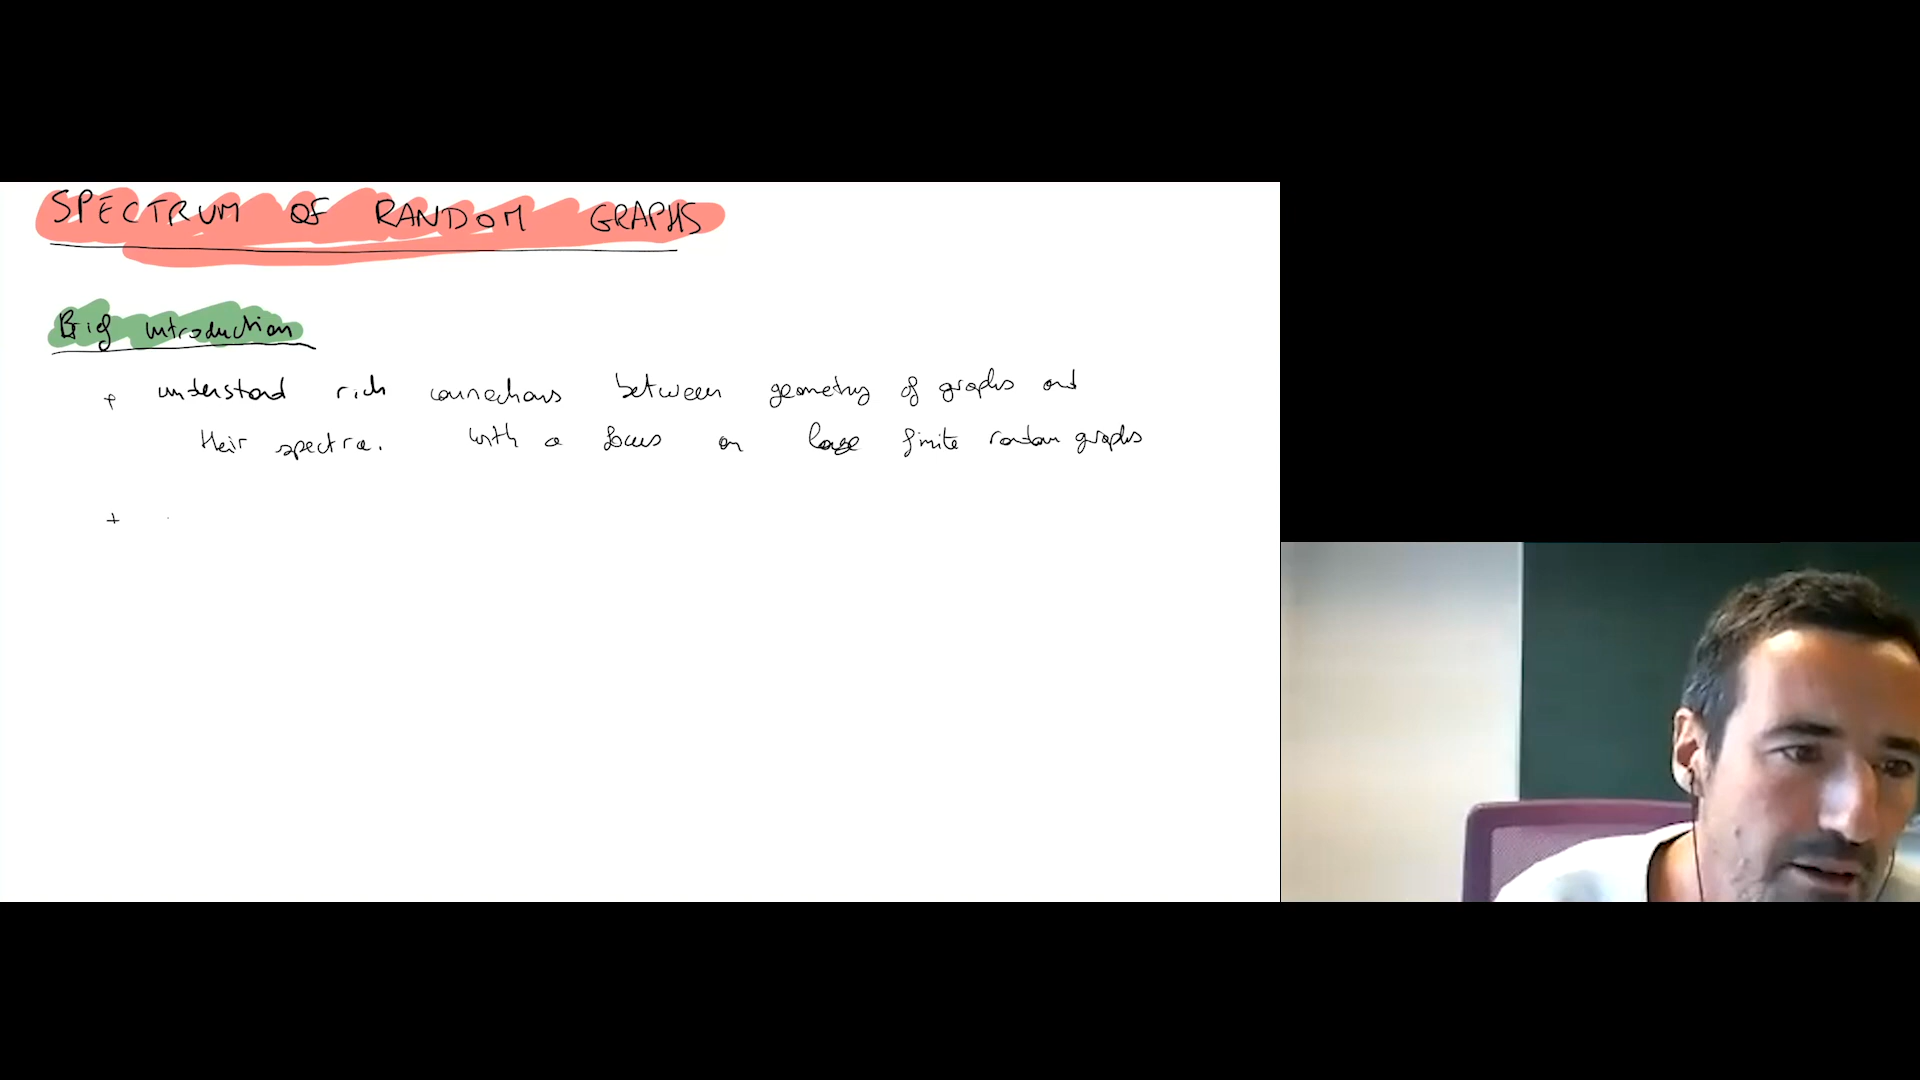 SPECTRUM OF RANDOM GRAPHS
Brief introduction
+ understand rich connections between geometry of graphs and
their spectra. With a focus on large finite random graphs
+